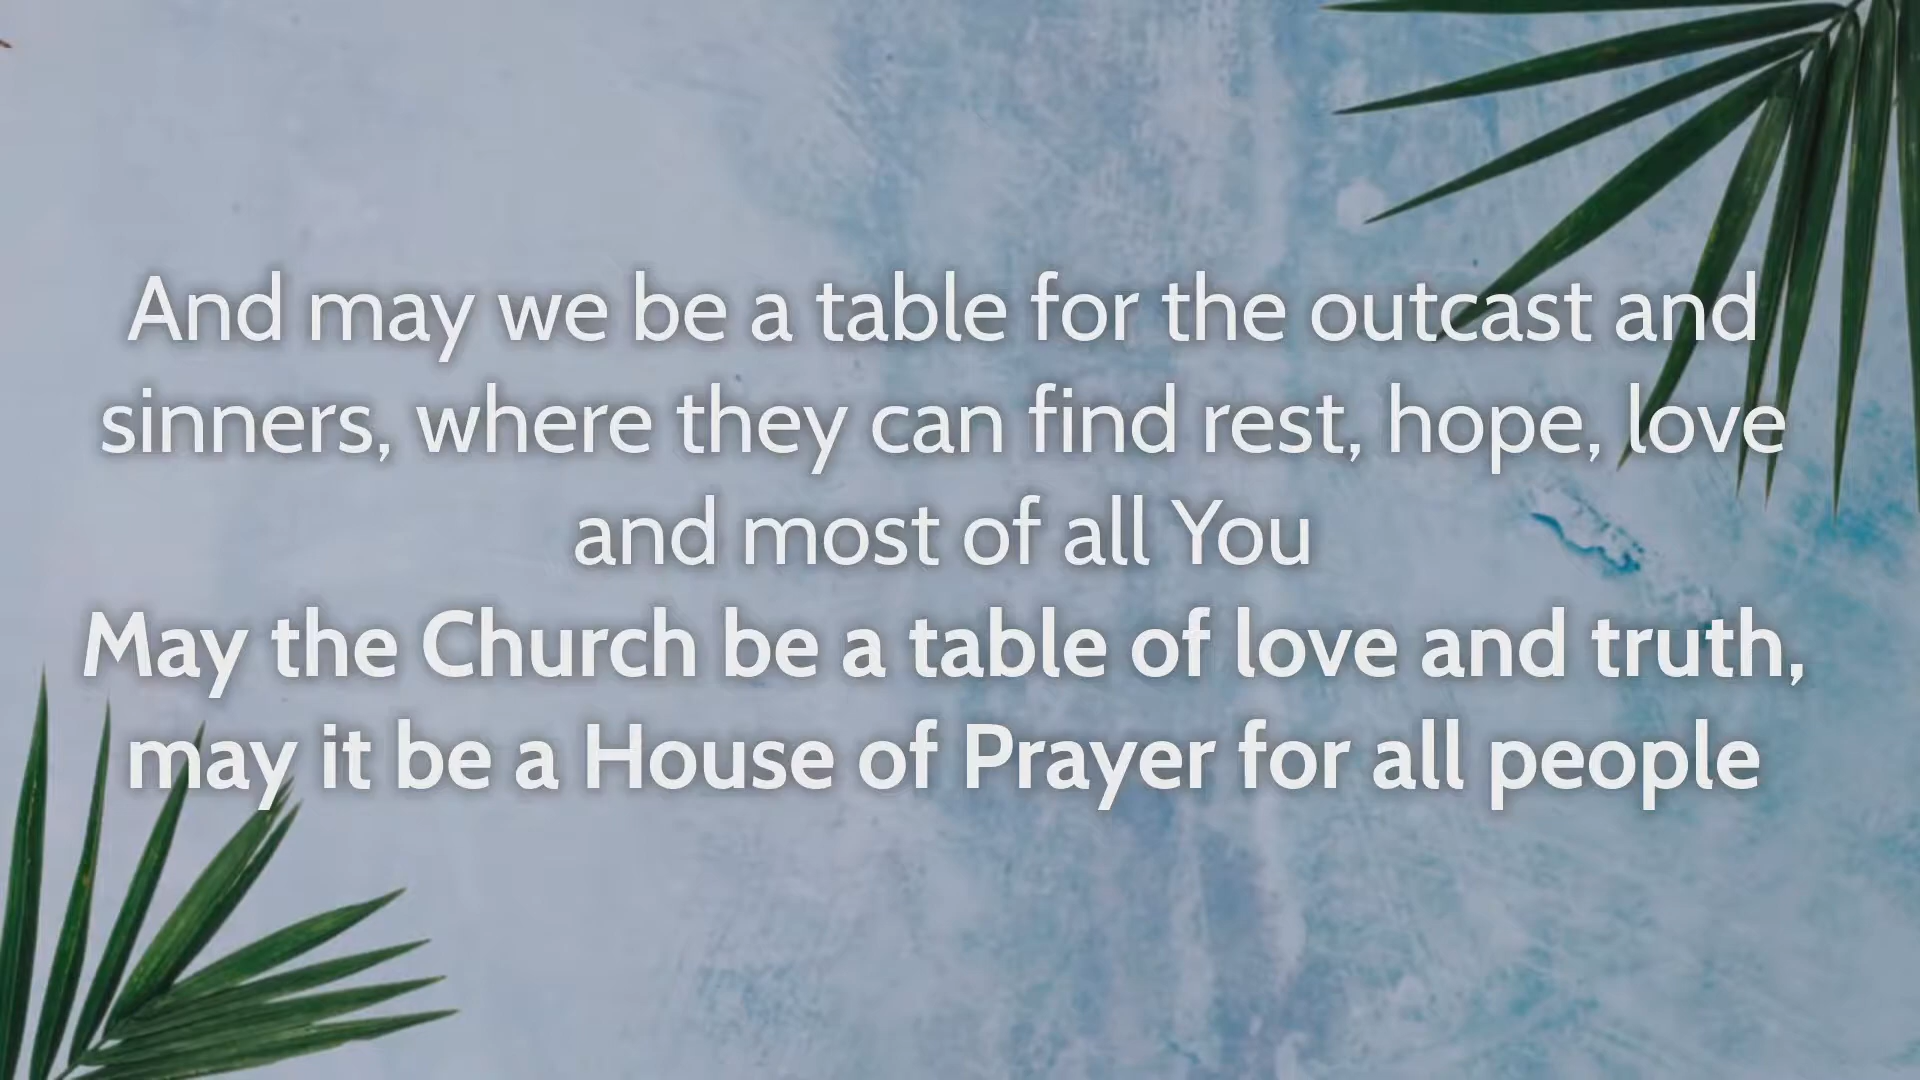 And may we be a table for the outcast and
sinners, where they can find rest, hope, love
and most of all You
May the Church be a table of love and truth,
may it be a House of Prayer for all people